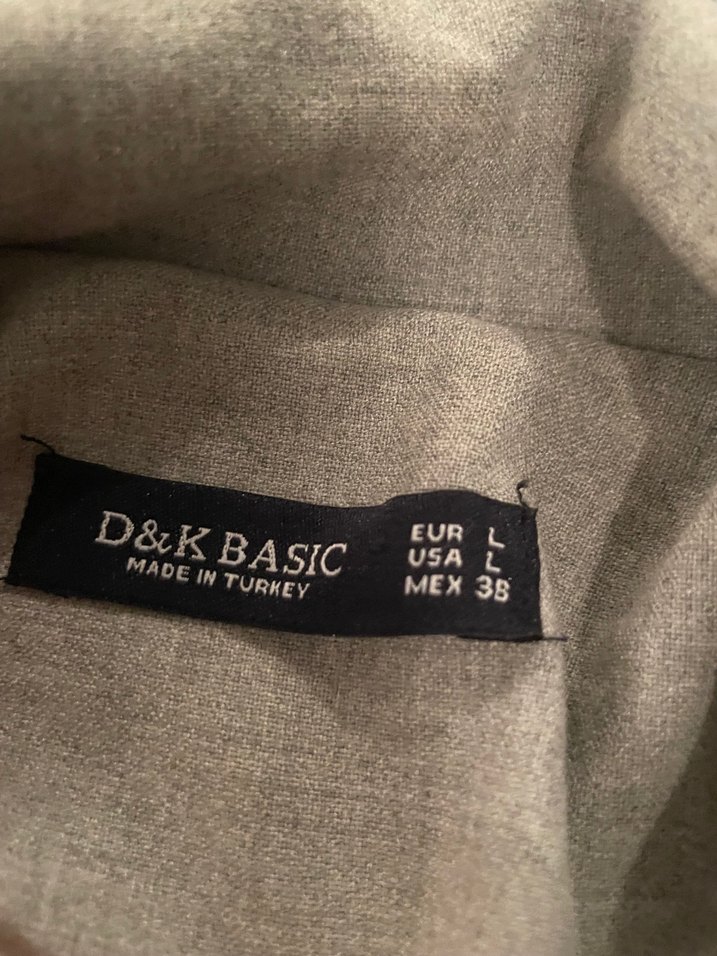 D&K BASIC
MADE IN TURKEY
EUR L
USA L
MEX 38